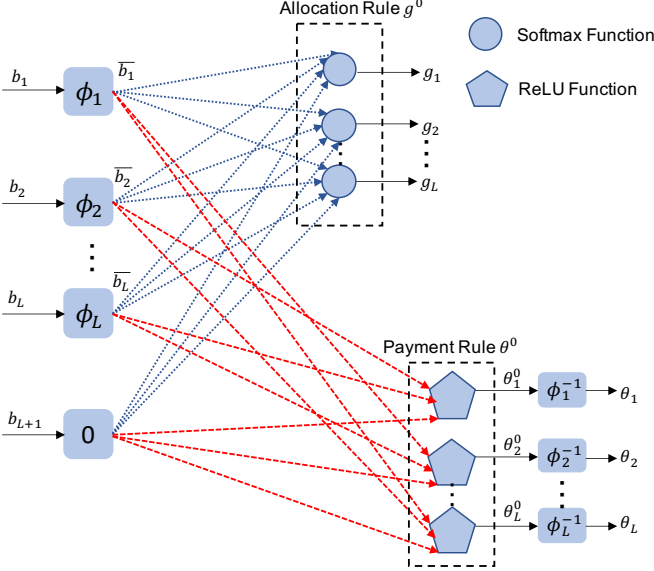 Allocation Rule g⁰
Softmax Function
ReLU Function
b₁
ϕ₁
b̅₁
g₁
b₂
ϕ₂
b̅₂
g₂
g_L
b_L
ϕ_L
b̅_L
b_{L+1}
0
Payment Rule θ⁰
θ₁⁰
ϕ₁⁻¹
θ₁
θ₂⁰
ϕ₂⁻¹
θ₂
θ_L⁰
ϕ_L⁻¹
θ_L